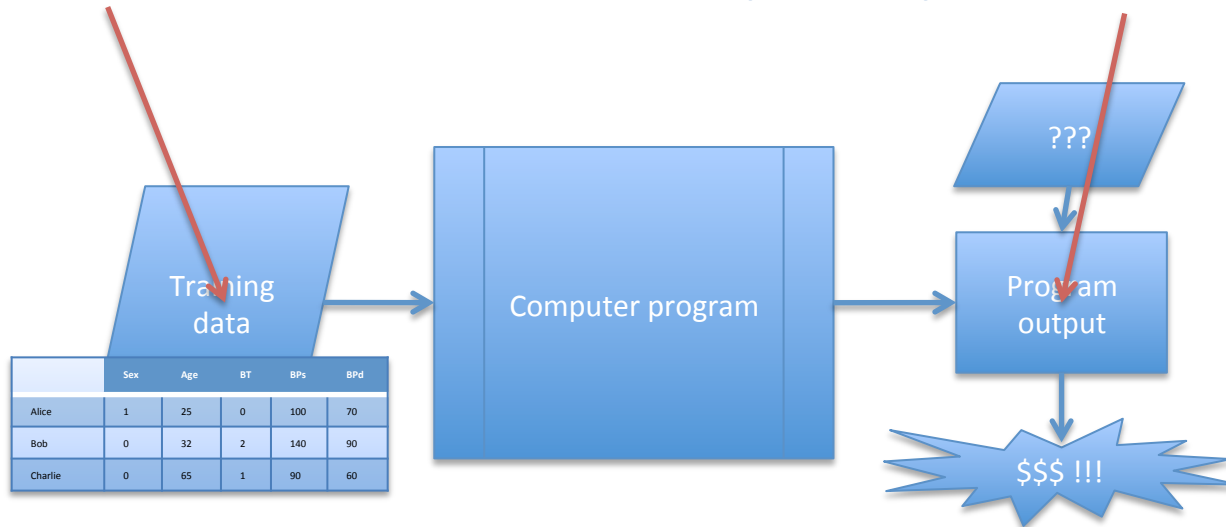 ???
Training
data
Computer program
Program
output
Sex Age BT BPs BPd
Alice 1 25 0 100 70
Bob 0 32 2 140 90
Charlie 0 65 1 90 60
$$$ !!!